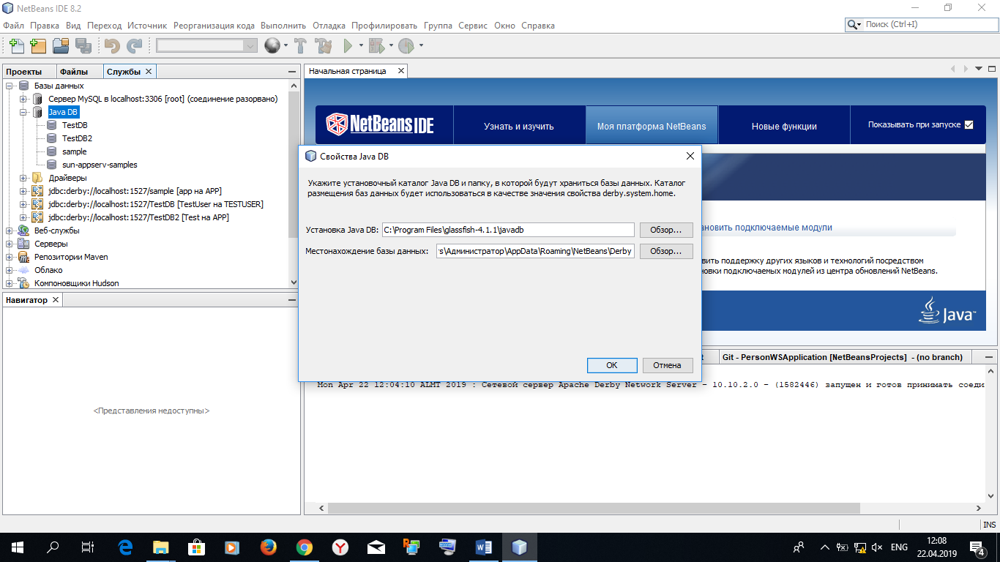 NetBeans IDE 8.2
Файл Правка Вид Переход Источник Реорганизация кода Выполнить Отладка Профилировать Группа Сервис Окно Справка
Поиск (Ctrl+I)
Проекты Файлы Службы
Базы данных
Сервер MySQL в localhost:3306 [root] (соединение разорвано)
Java DB
TestDB
TestDB2
sample
sun-appserv-samples
Драйверы
jdbc:derby://localhost:1527/sample [app на APP]
jdbc:derby://localhost:1527/TestDB [TestUser на TESTUSER]
jdbc:derby://localhost:1527/TestDB2 [Test на APP]
Веб-службы
Серверы
Репозитории Maven
Облако
Компоновщики Hudson
Навигатор
<Представления недоступны>
Начальная страница
NetBeans IDE
Узнать и изучить
Моя платформа NetBeans
Новые функции
Показывать при запуске
Свойства Java DB
Укажите установочный каталог Java DB и папку, в которой будут храниться базы данных. Каталог
размещения баз данных будет использоваться в качестве значения свойства derby.system.home.
Установка Java DB: C:\Program Files\glassfish-4.1.1\javadb Обзор...
Местонахождение базы данных: s\Администратор\AppData\Roaming\NetBeans\Derby Обзор...
OK Отмена
ановить подключаемые модули
вить поддержку других языков и технологий посредством
новки подключаемых модулей из центра обновлений NetBeans.
Java™
t
Git - PersonWSApplication [NetBeansProjects] - (no branch)
Mon Apr 22 12:04:10 ALMT 2019 : Сетевой сервер Apache Derby Network Server - 10.10.2.0 - (1582446) запущен и готов принимать соеди
INS
ENG
12:08
22.04.2019
4